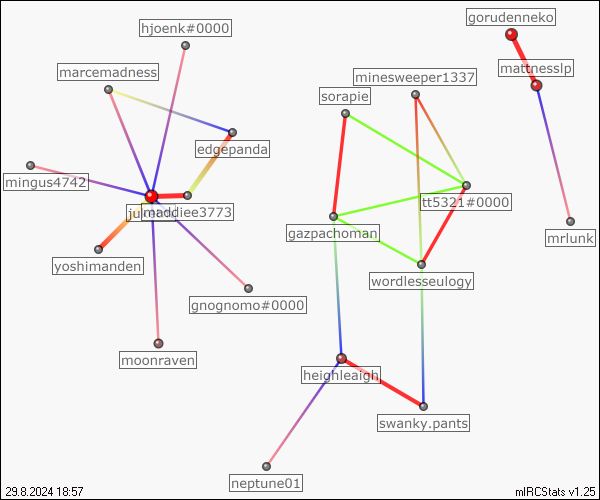 gorudenneko
hjoenk#0000
mattnesslp
marcemadness
minesweeper1337
sorapie
edgepanda
mingus4742
maddiee3773
tt5321#0000
gazpachoman
mrlunk
yoshimanden
wordlesseulogy
gnognomo#0000
moonraven
heighleaigh
swanky.pants
neptune01
29.8.2024 18:57
mIRCStats v1.25